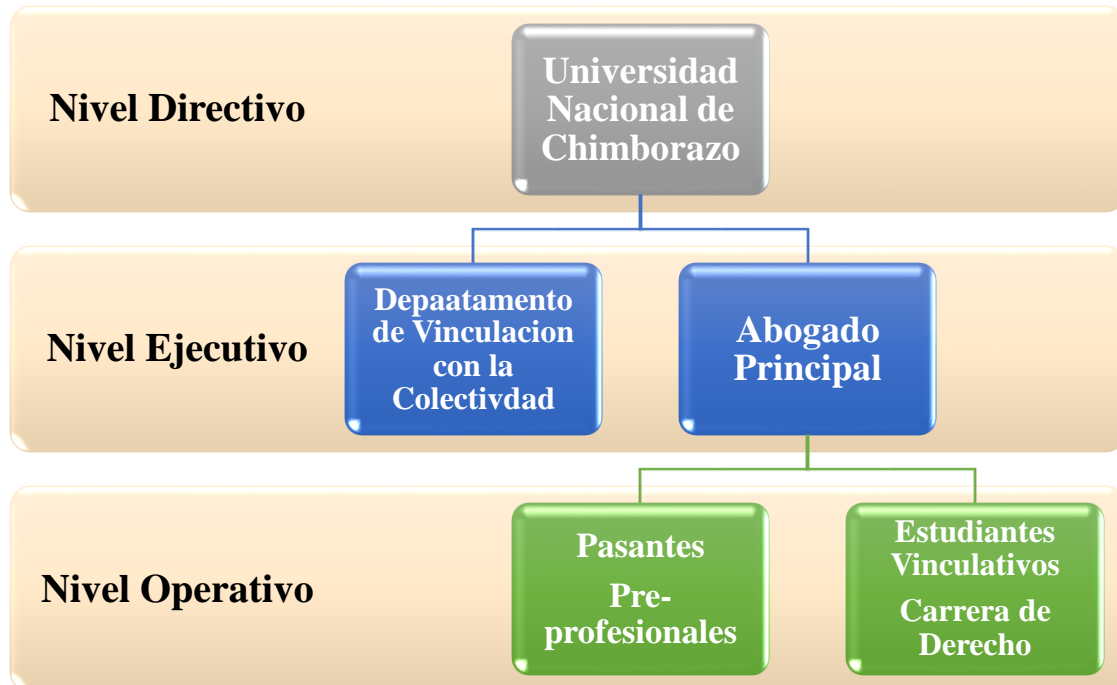 Nivel Directivo
Universidad
Nacional de
Chimborazo
Nivel Ejecutivo
Depaatamento
de Vinculacion
con la
Colectivdad
Abogado
Principal
Nivel Operativo
Pasantes
Pre-
profesionales
Estudiantes
Vinculativos
Carrera de
Derecho